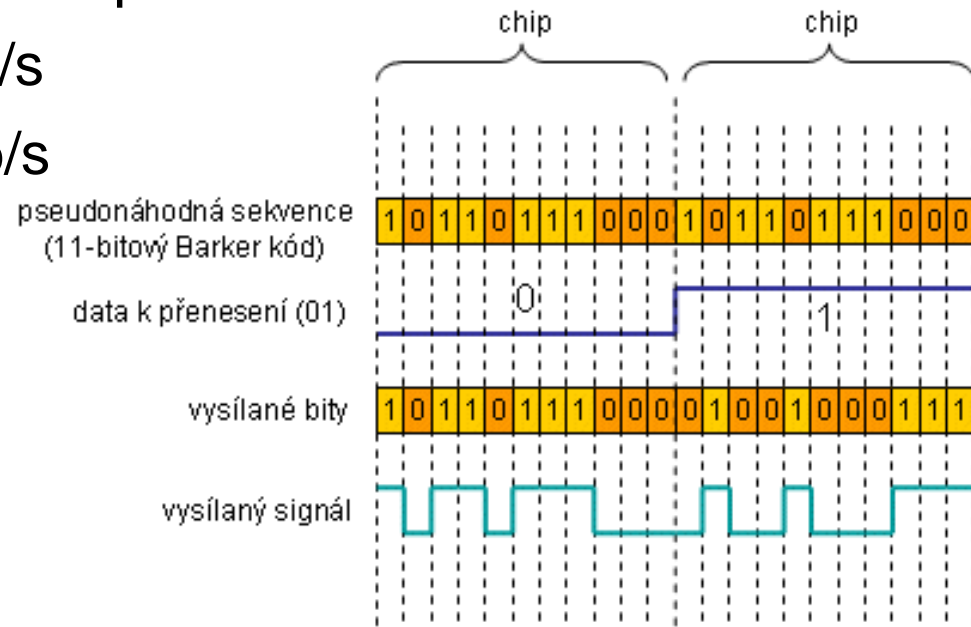 chip chip
/s
/s
pseudonáhodná sekvence
(11-bitový Barker kód)
1 0 1 1 0 1 1 1 0 0 0 1 0 1 1 0 1 1 1 0 0 0
data k přenesení (01)
0 1
vysílané bity
1 0 1 1 0 1 1 1 0 0 0 0 1 0 0 1 0 0 0 1 1 1
vysílaný signál